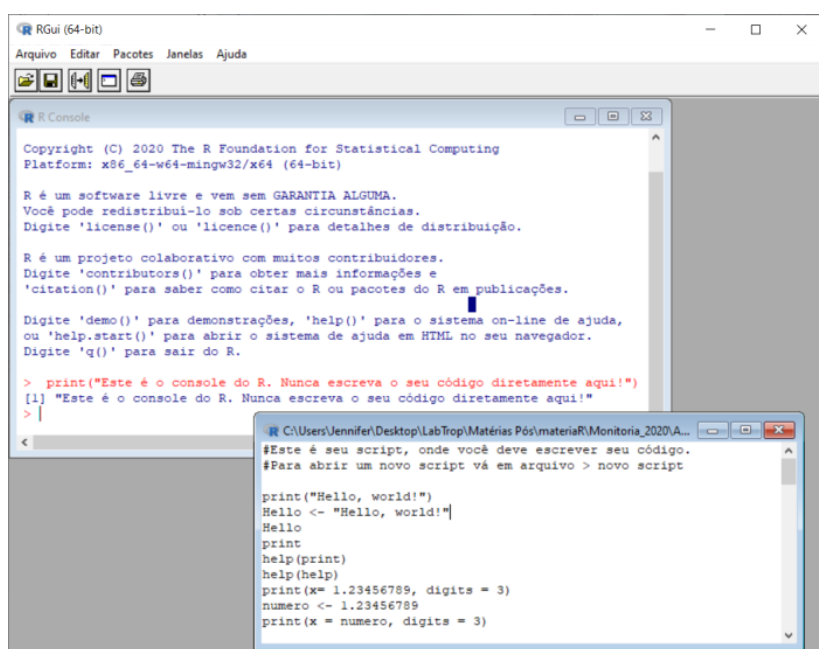 RGui (64-bit)
Arquivo Editar Pacotes Janelas Ajuda
R Console
Copyright (C) 2020 The R Foundation for Statistical Computing
Platform: x86_64-w64-mingw32/x64 (64-bit)
R é um software livre e vem sem GARANTIA ALGUMA.
Você pode redistribuí-lo sob certas circunstâncias.
Digite 'license()' ou 'licence()' para detalhes de distribuição.
R é um projeto colaborativo com muitos contribuidores.
Digite 'contributors()' para obter mais informações e
'citation()' para saber como citar o R ou pacotes do R em publicações.
Digite 'demo()' para demonstrações, 'help()' para o sistema on-line de ajuda,
ou 'help.start()' para abrir o sistema de ajuda em HTML no seu navegador.
Digite 'q()' para sair do R.
> print("Este é o console do R. Nunca escreva o seu código diretamente aqui!")
[1] "Este é o console do R. Nunca escreva o seu código diretamente aqui!"
>
C:\Users\Jennifer\Desktop\LabTrop\Matérias Pós\materiaR\Monitoria_2020\A...
#Este é seu script, onde você deve escrever seu código.
#Para abrir um novo script vá em arquivo > novo script
print("Hello, world!")
Hello <- "Hello, world!"
Hello
print
help(print)
help(help)
print(x= 1.23456789, digits = 3)
numero <- 1.23456789
print(x = numero, digits = 3)